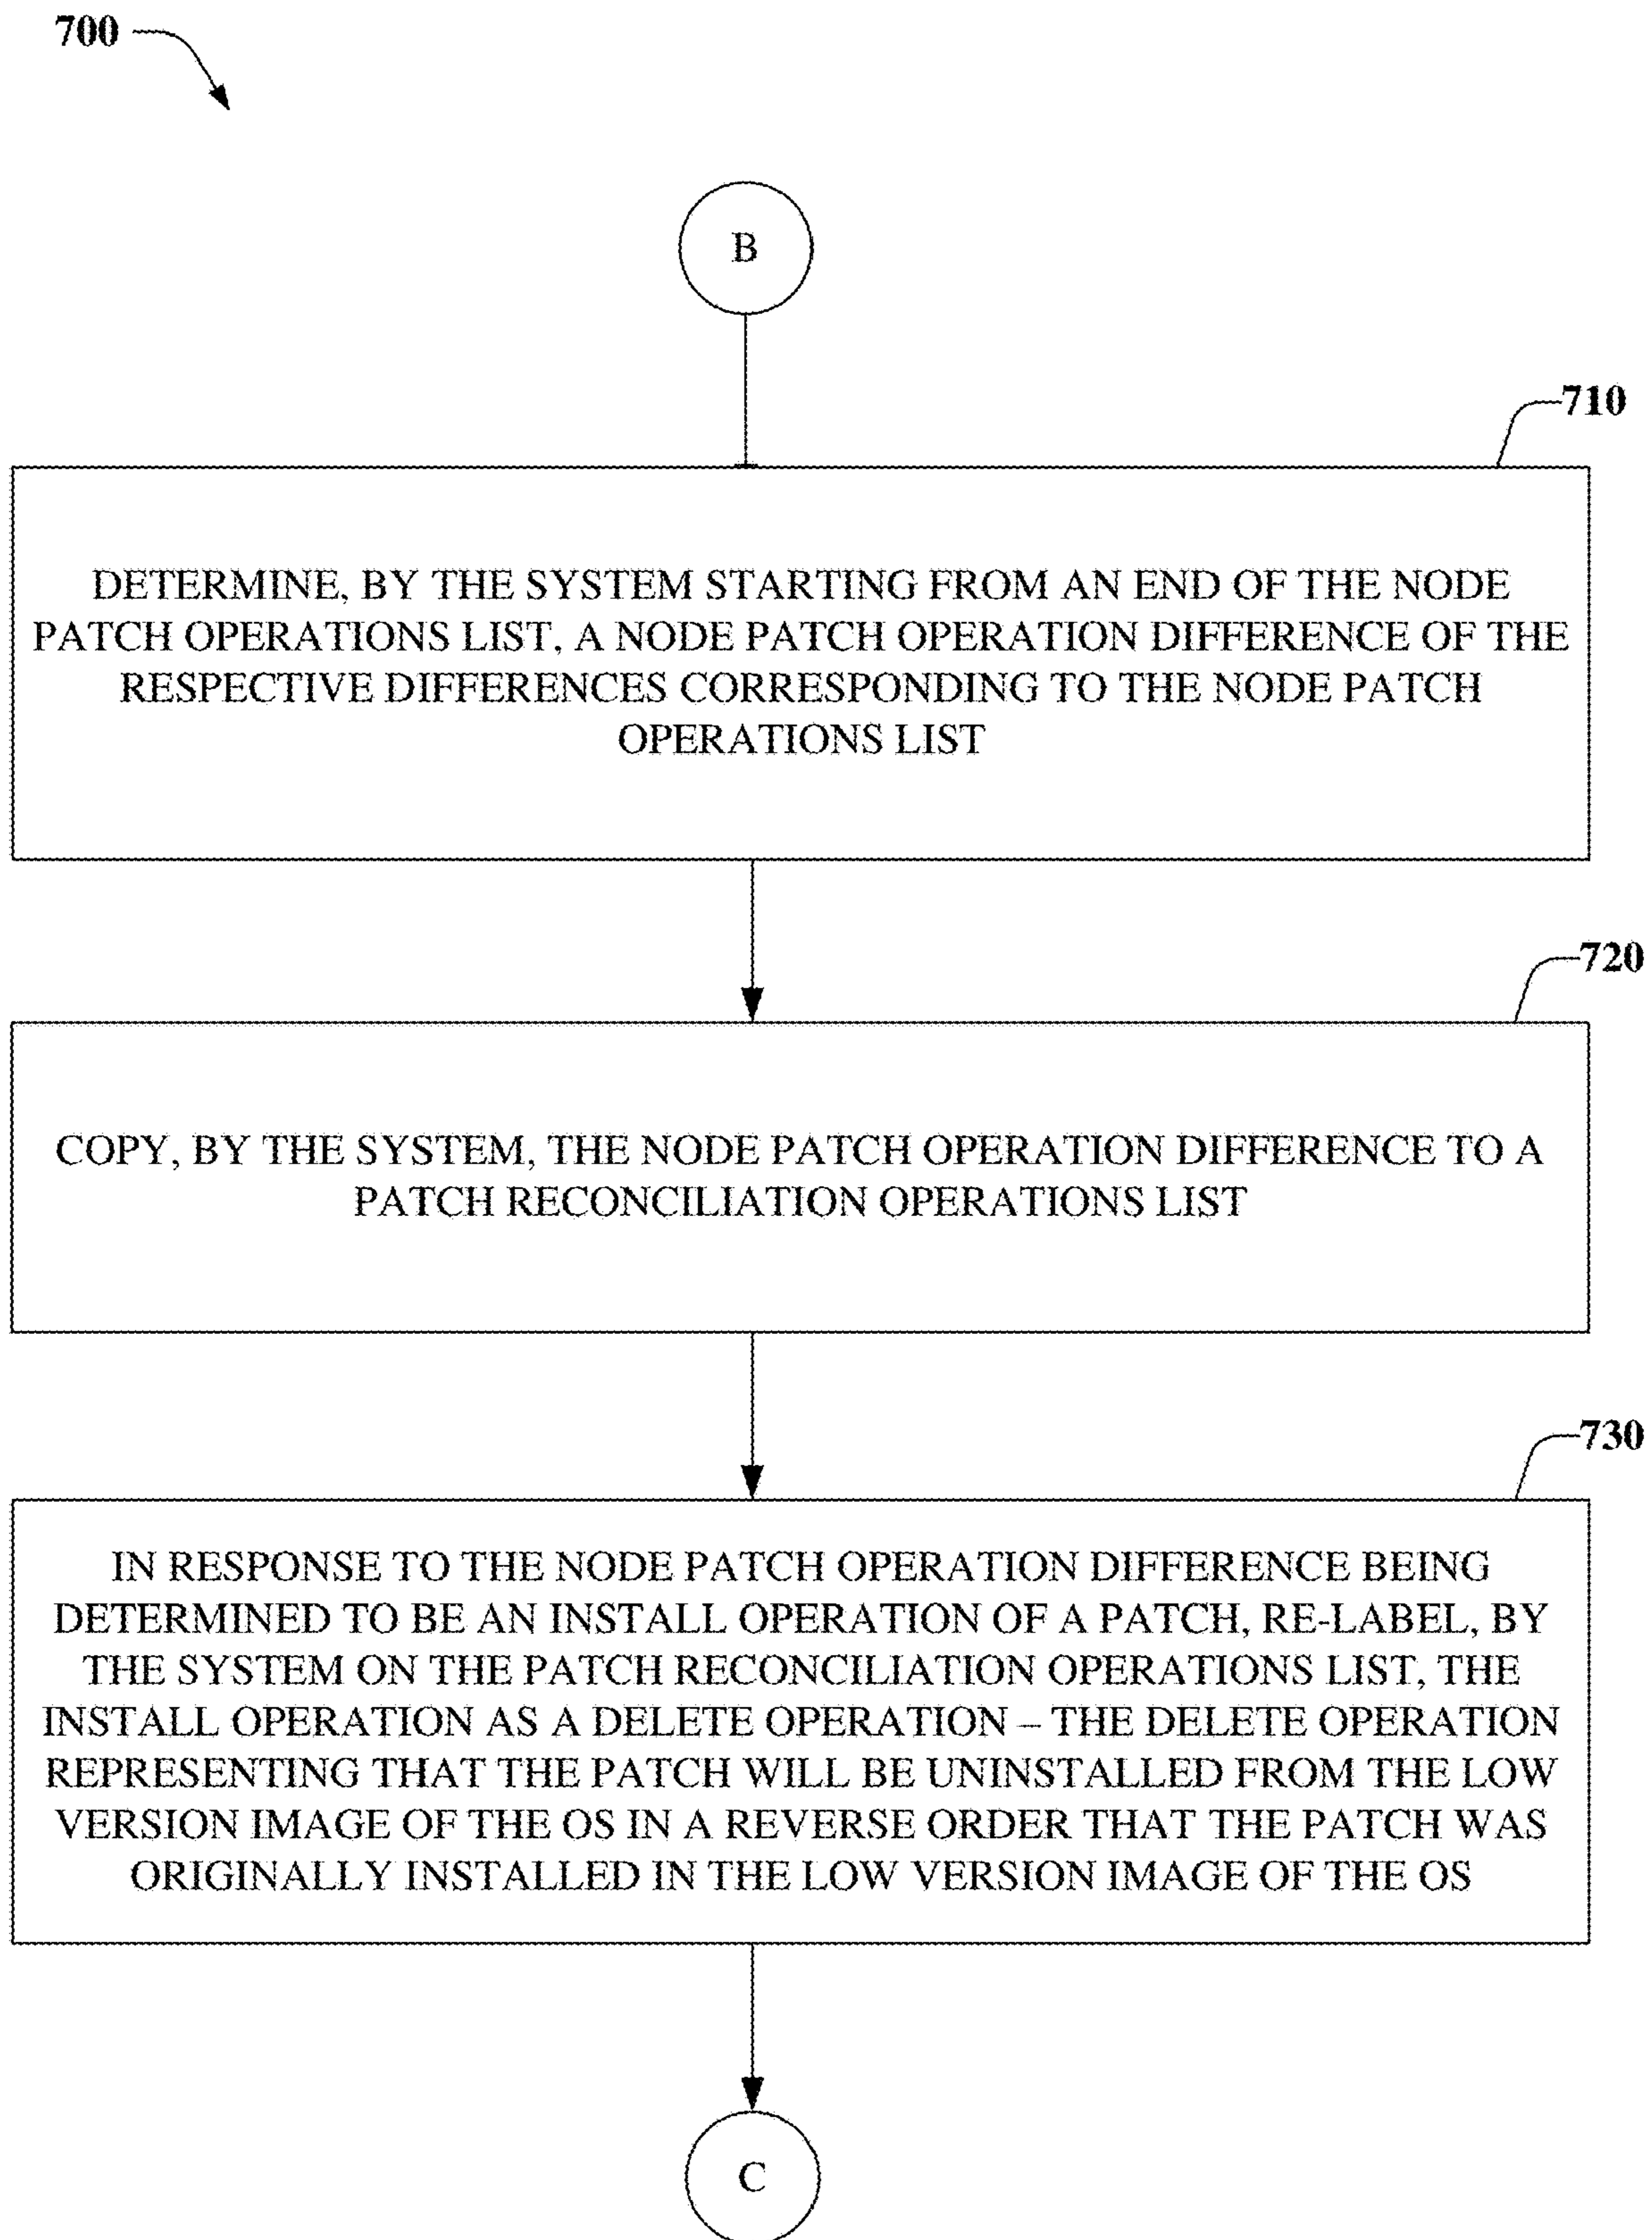 700
B
710
DETERMINE, BY THE SYSTEM STARTING FROM AN END OF THE NODE
PATCH OPERATIONS LIST, A NODE PATCH OPERATION DIFFERENCE OF THE
RESPECTIVE DIFFERENCES CORRESPONDING TO THE NODE PATCH
OPERATIONS LIST
720
COPY, BY THE SYSTEM, THE NODE PATCH OPERATION DIFFERENCE TO A
PATCH RECONCILIATION OPERATIONS LIST
730
IN RESPONSE TO THE NODE PATCH OPERATION DIFFERENCE BEING
DETERMINED TO BE AN INSTALL OPERATION OF A PATCH, RE-LABEL, BY
THE SYSTEM ON THE PATCH RECONCILIATION OPERATIONS LIST, THE
INSTALL OPERATION AS A DELETE OPERATION – THE DELETE OPERATION
REPRESENTING THAT THE PATCH WILL BE UNINSTALLED FROM THE LOW
VERSION IMAGE OF THE OS IN A REVERSE ORDER THAT THE PATCH WAS
ORIGINALLY INSTALLED IN THE LOW VERSION IMAGE OF THE OS
C